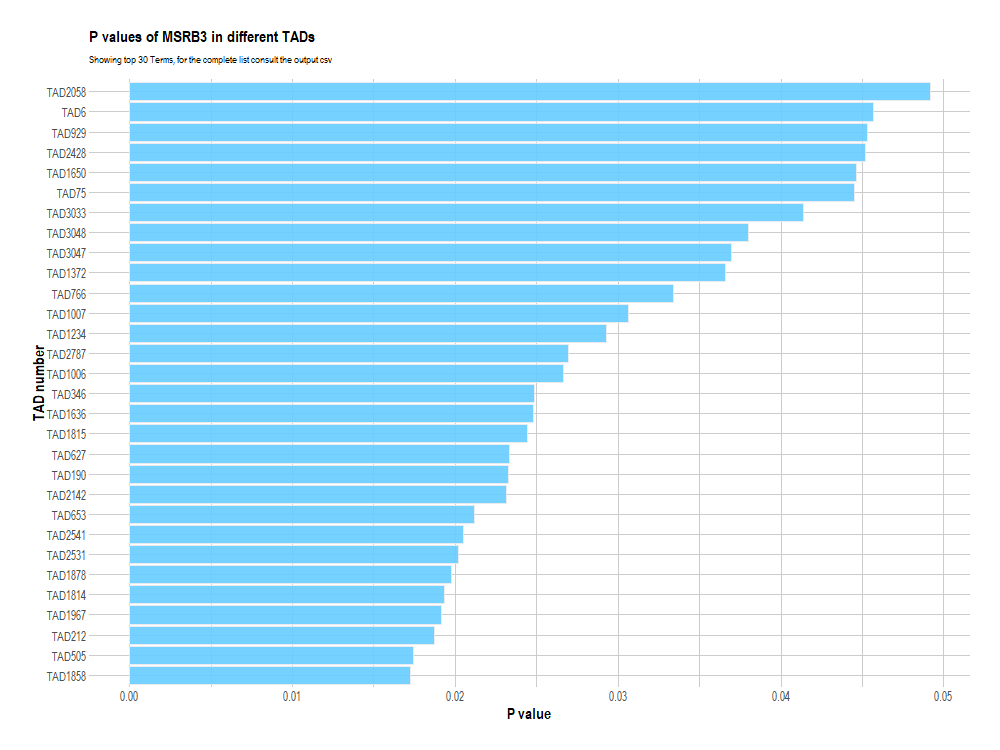 P values of MSRB3 in different TADs
Showing top 30 Terms, for the complete list consult the output csv
TAD number
TAD2058
TAD6
TAD929
TAD2428
TAD1650
TAD75
TAD3033
TAD3048
TAD3047
TAD1372
TAD766
TAD1007
TAD1234
TAD2787
TAD1006
TAD346
TAD1636
TAD1815
TAD627
TAD190
TAD2142
TAD653
TAD2541
TAD2531
TAD1878
TAD1814
TAD1967
TAD212
TAD505
TAD1858
0.00 0.01 0.02 0.03 0.04 0.05
P value